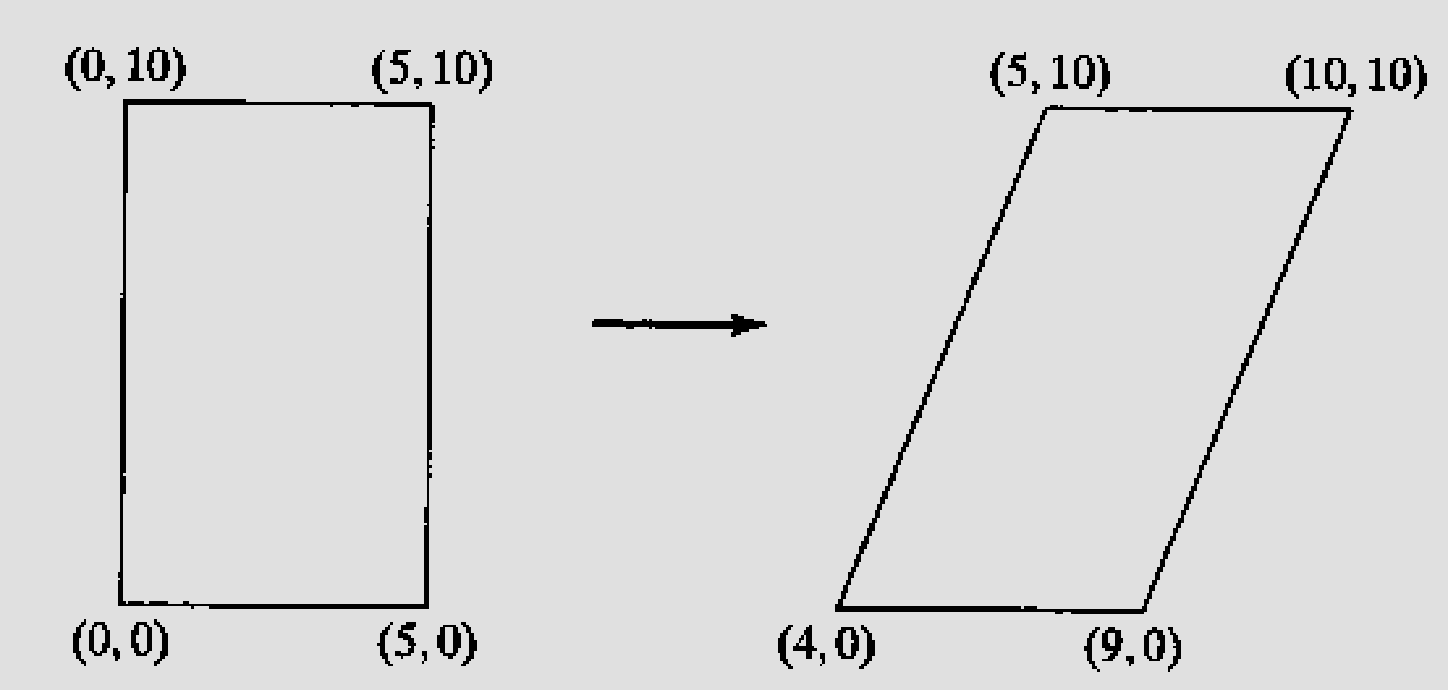 (0, 10) (5, 10) (5, 10) (10, 10)
(0, 0) (5, 0) (4, 0) (9, 0)